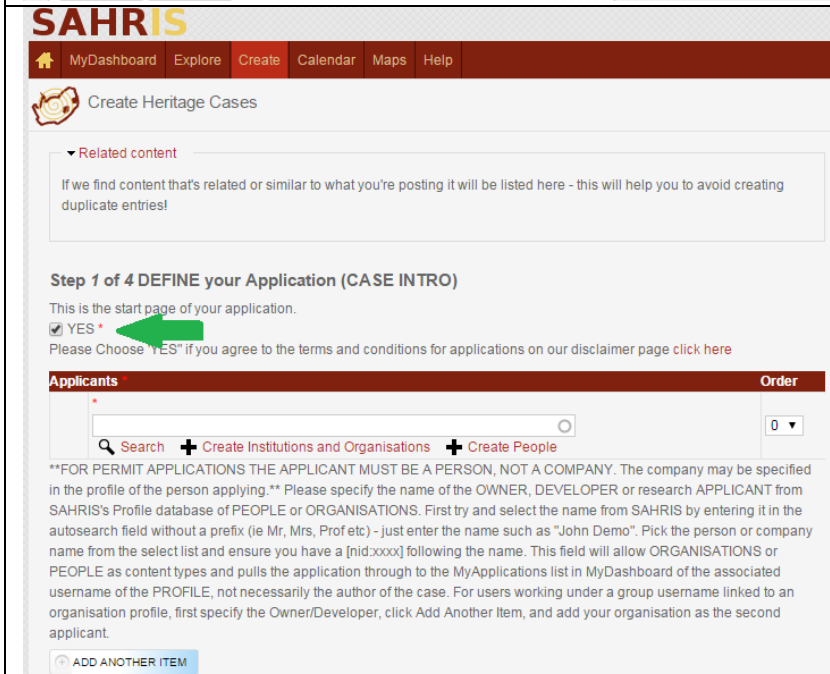 SAHRIS
MyDashboard Explore Create Calendar Maps Help
Create Heritage Cases
Related content
If we find content that's related or similar to what you're posting it will be listed here - this will help you to avoid creating
duplicate entries!
Step 1 of 4 DEFINE your Application (CASE INTRO)
This is the start page of your application.
YES *
Please Choose "YES" if you agree to the terms and conditions for applications on our disclaimer page click here
Applicants * Order
*
0
Search Create Institutions and Organisations Create People
**FOR PERMIT APPLICATIONS THE APPLICANT MUST BE A PERSON, NOT A COMPANY. The company may be specified
in the profile of the person applying.** Please specify the name of the OWNER, DEVELOPER or research APPLICANT from
SAHRIS's Profile database of PEOPLE or ORGANISATIONS. First try and select the name from SAHRIS by entering it in the
autosearch field without a prefix (ie Mr, Mrs, Prof etc) - just enter the name such as "John Demo". Pick the person or company
name from the select list and ensure you have a [nid:xxxx] following the name. This field will allow ORGANISATIONS or
PEOPLE as content types and pulls the application through to the MyApplications list in MyDashboard of the associated
username of the PROFILE, not necessarily the author of the case. For users working under a group username linked to an
organisation profile, first specify the Owner/Developer, click Add Another Item, and add your organisation as the second
applicant.
ADD ANOTHER ITEM